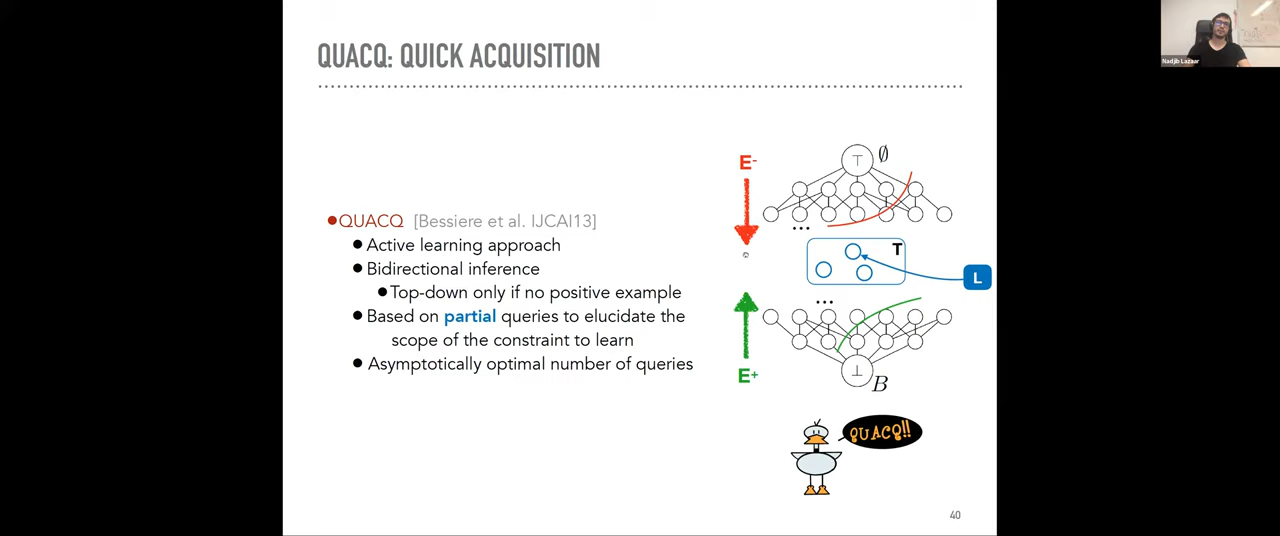 QUACQ: QUICK ACQUISITION
Nadjib Lazaar
E-
⊤ ∅
●QUACQ [Bessiere et al. IJCAI13]
● Active learning approach
● Bidirectional inference
● Top-down only if no positive example
● Based on partial queries to elucidate the
scope of the constraint to learn
● Asymptotically optimal number of queries
...
T
L
...
E+
⊥ B
QUACQ!!
40